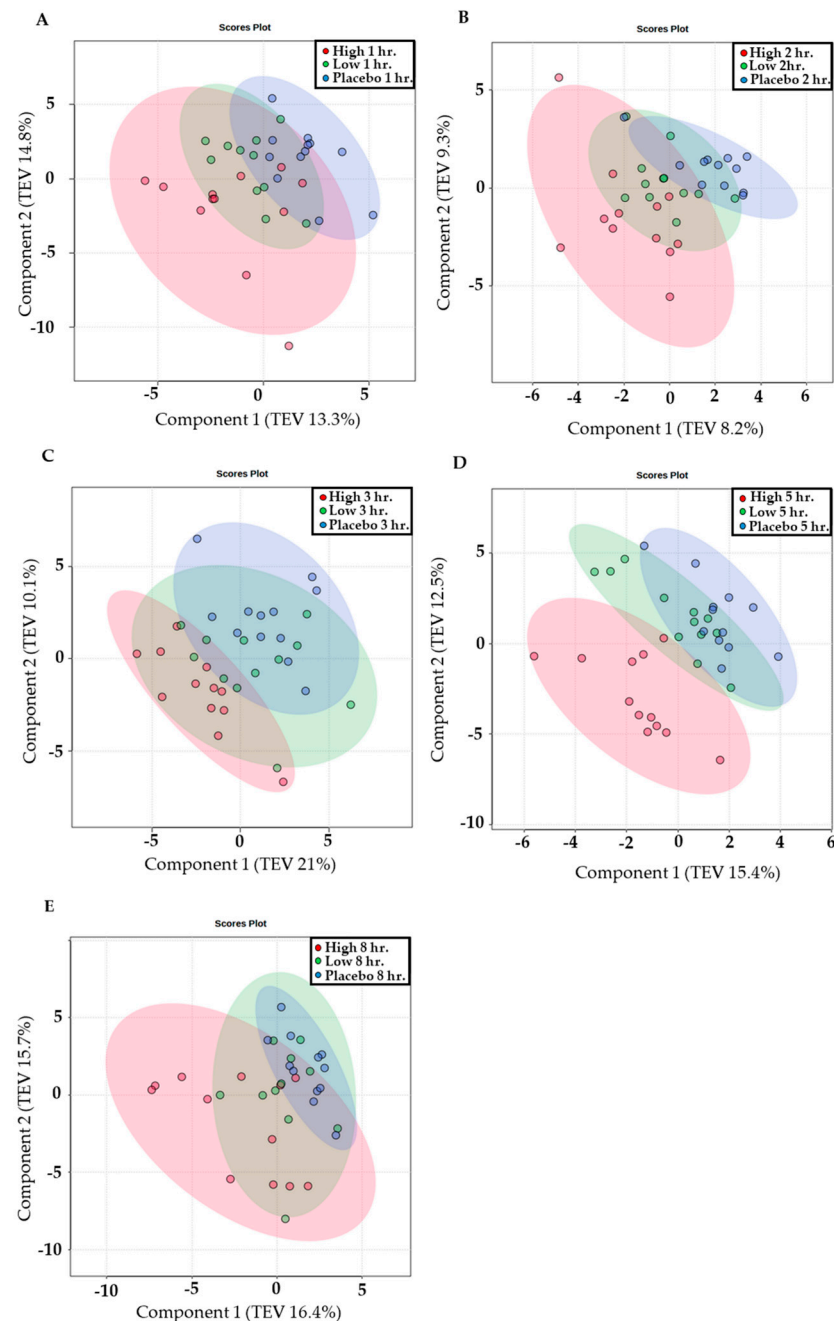 A
Scores Plot
High 1 hr.
Low 1 hr.
Placebo 1 hr.
5
0
-5
-10
Component 2 (TEV 14.8%)
-5
0
5
Component 1 (TEV 13.3%)
B
Scores Plot
High 2 hr.
Low 2hr.
Placebo 2 hr.
5
0
-5
Component 2 (TEV 9.3%)
-6
-4
-2
0
2
4
6
Component 1 (TEV 8.2%)
C
Scores Plot
High 3 hr.
Low 3 hr.
Placebo 3 hr.
5
0
-5
Component 2 (TEV 10.1%)
-5
0
5
Component 1 (TEV 21%)
D
Scores Plot
High 5 hr.
Low 5 hr.
Placebo 5 hr.
5
0
-5
-10
Component 2 (TEV 12.5%)
-6
-4
-2
0
2
4
6
Component 1 (TEV 15.4%)
E
Scores Plot
High 8 hr.
Low 8 hr.
Placebo 8 hr.
5
0
-5
-10
Component 2 (TEV 15.7%)
-10
-5
0
5
Component 1 (TEV 16.4%)